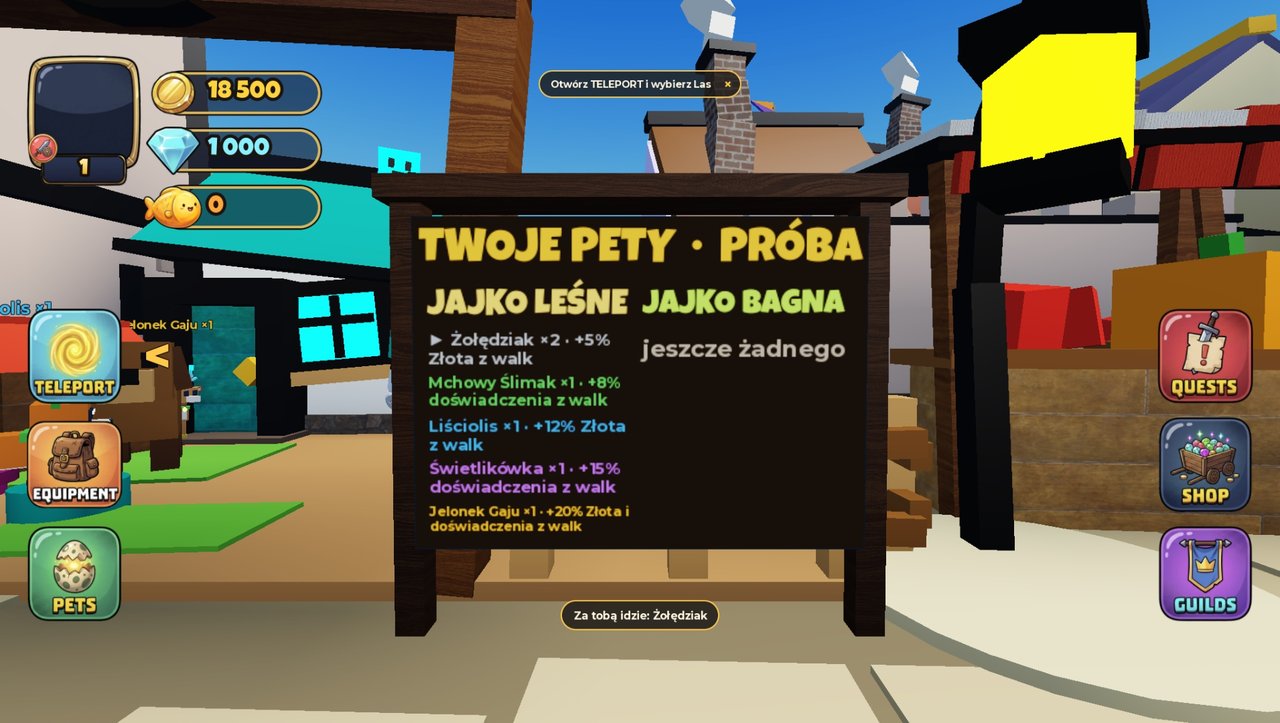 18 500
Otwórz TELEPORT i wybierz Las ×
1 000
1
0
TWOJE PETY · PRÓBA
JAJKO LEŚNE
JAJKO BAGNA
► Żołędziak ×2 · +5%
Złota z walk
jeszcze żadnego
Mchowy Ślimak ×1 · +8%
doświadczenia z walk
Liściolis ×1 · +12% Złota
z walk
Świetlikówka ×1 · +15%
doświadczenia z walk
Jelonek Gaju ×1 · +20% Złota i
doświadczenia z walk
olis ×1
elonek Gaju ×1
<
TELEPORT
EQUIPMENT
PETS
QUESTS
SHOP
GUILDS
Za tobą idzie: Żołędziak